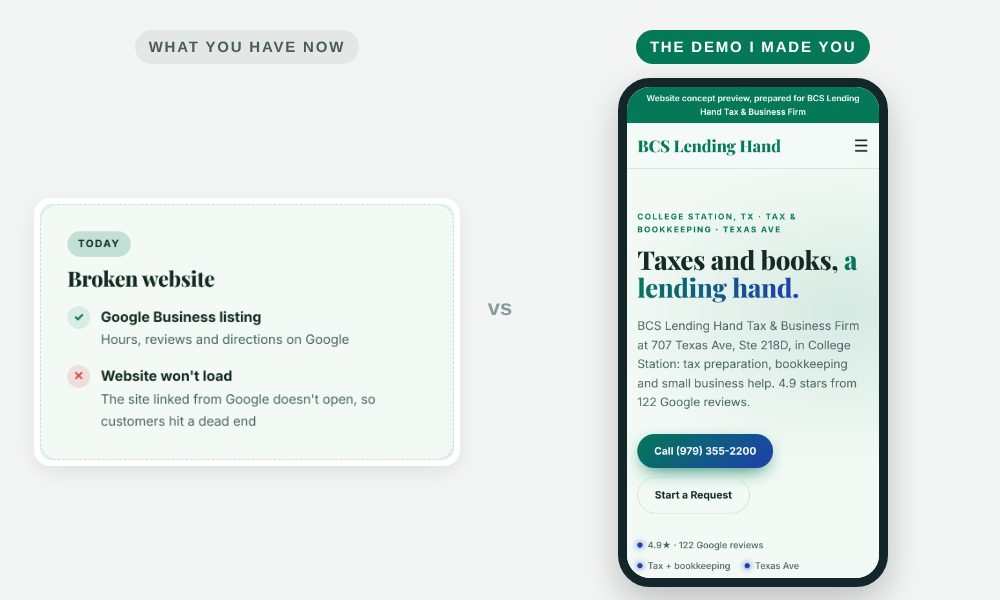 WHAT YOU HAVE NOW
TODAY
Broken website
Google Business listing
Hours, reviews and directions on Google
Website won't load
The site linked from Google doesn't open, so
customers hit a dead end
vs
THE DEMO I MADE YOU
Website concept preview, prepared for BCS Lending
Hand Tax & Business Firm
BCS Lending Hand
COLLEGE STATION, TX · TAX &
BOOKKEEPING · TEXAS AVE
Taxes and books, a
lending hand.
BCS Lending Hand Tax & Business Firm
at 707 Texas Ave, Ste 218D, in College
Station: tax preparation, bookkeeping
and small business help. 4.9 stars from
122 Google reviews.
Call (979) 355-2200
Start a Request
4.9★ · 122 Google reviews
Tax + bookkeeping
Texas Ave